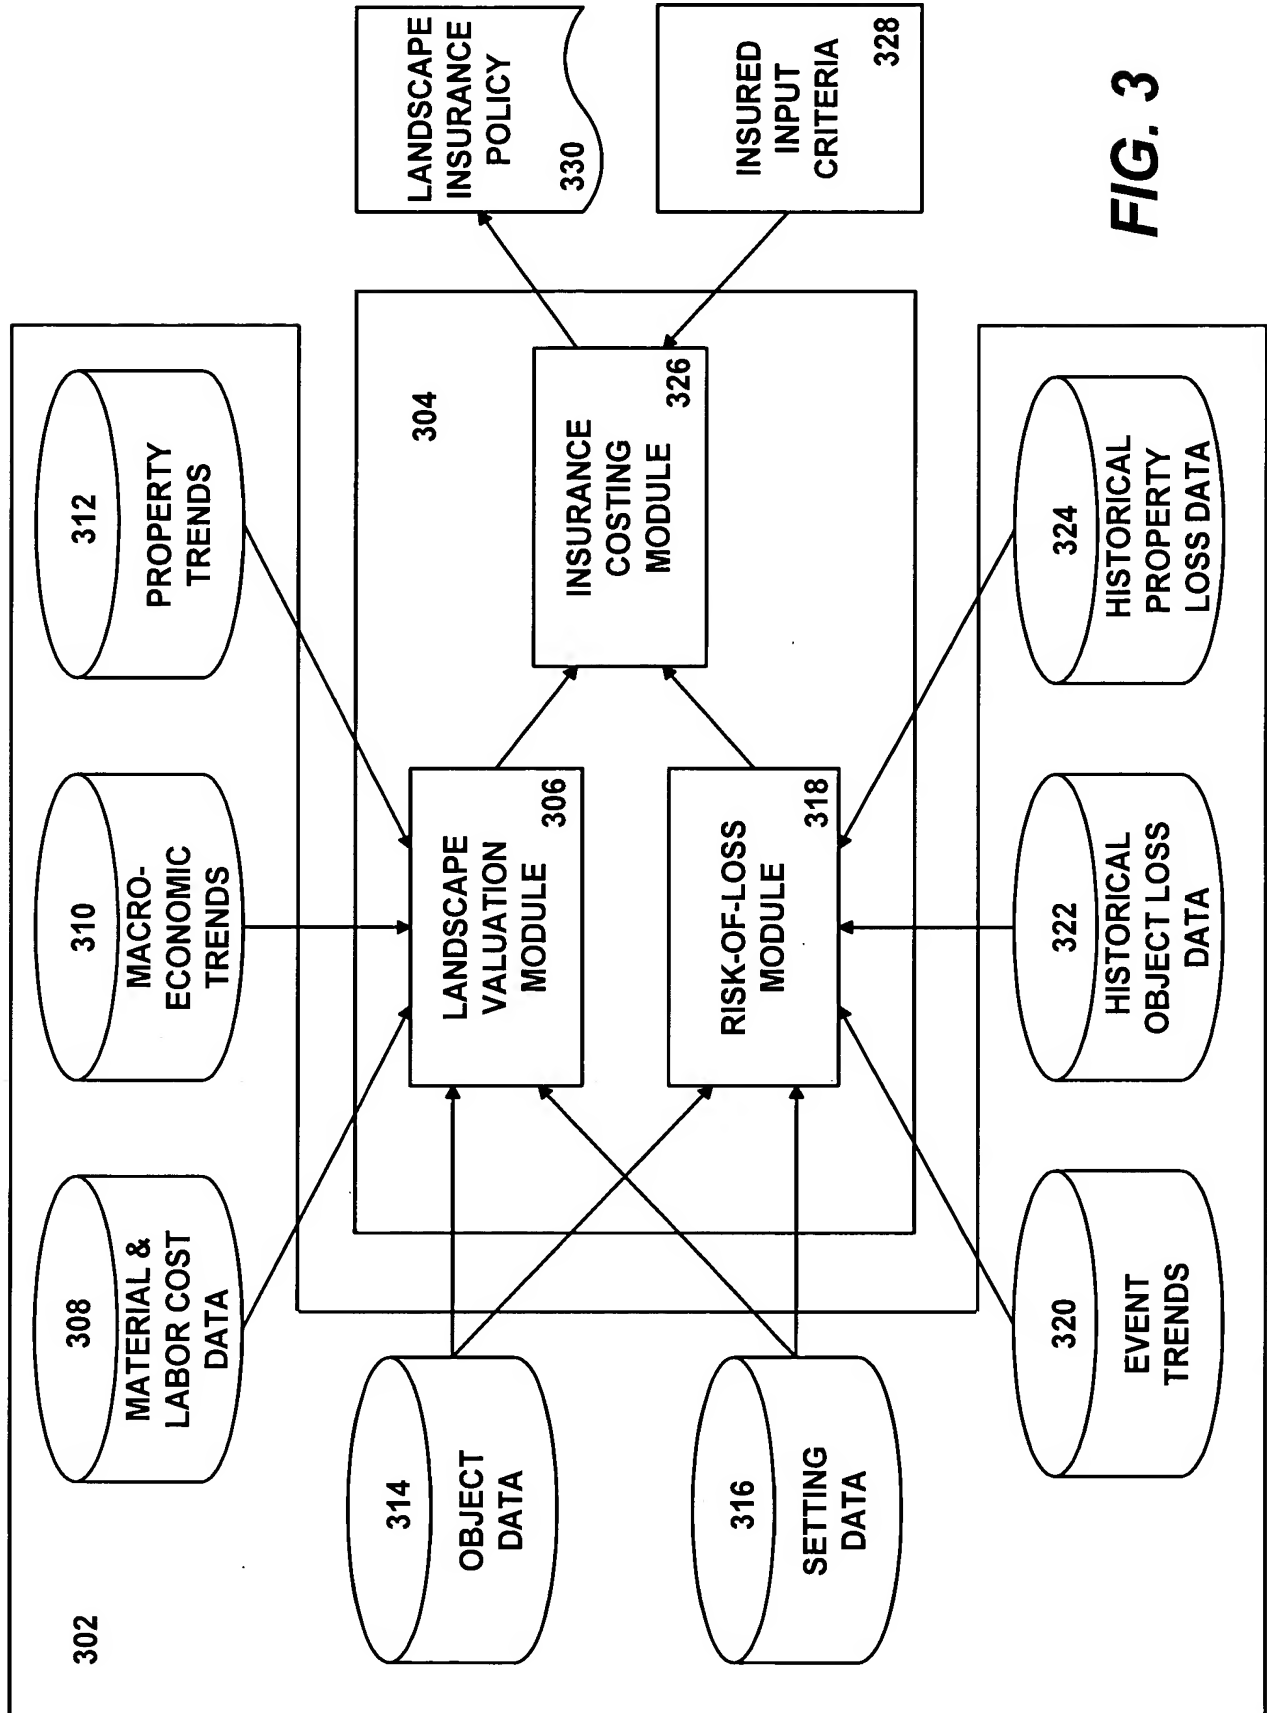 302
308
MATERIAL &
LABOR COST
DATA
310
MACRO-
ECONOMIC
TRENDS
312
PROPERTY
TRENDS
314
OBJECT
DATA
316
SETTING
DATA
304
LANDSCAPE
VALUATION
MODULE
306
RISK-OF-LOSS
MODULE
318
INSURANCE
COSTING
MODULE
326
LANDSCAPE
INSURANCE
POLICY
330
INSURED
INPUT
CRITERIA
328
320
EVENT
TRENDS
322
HISTORICAL
OBJECT LOSS
DATA
324
HISTORICAL
PROPERTY
LOSS DATA
FIG. 3